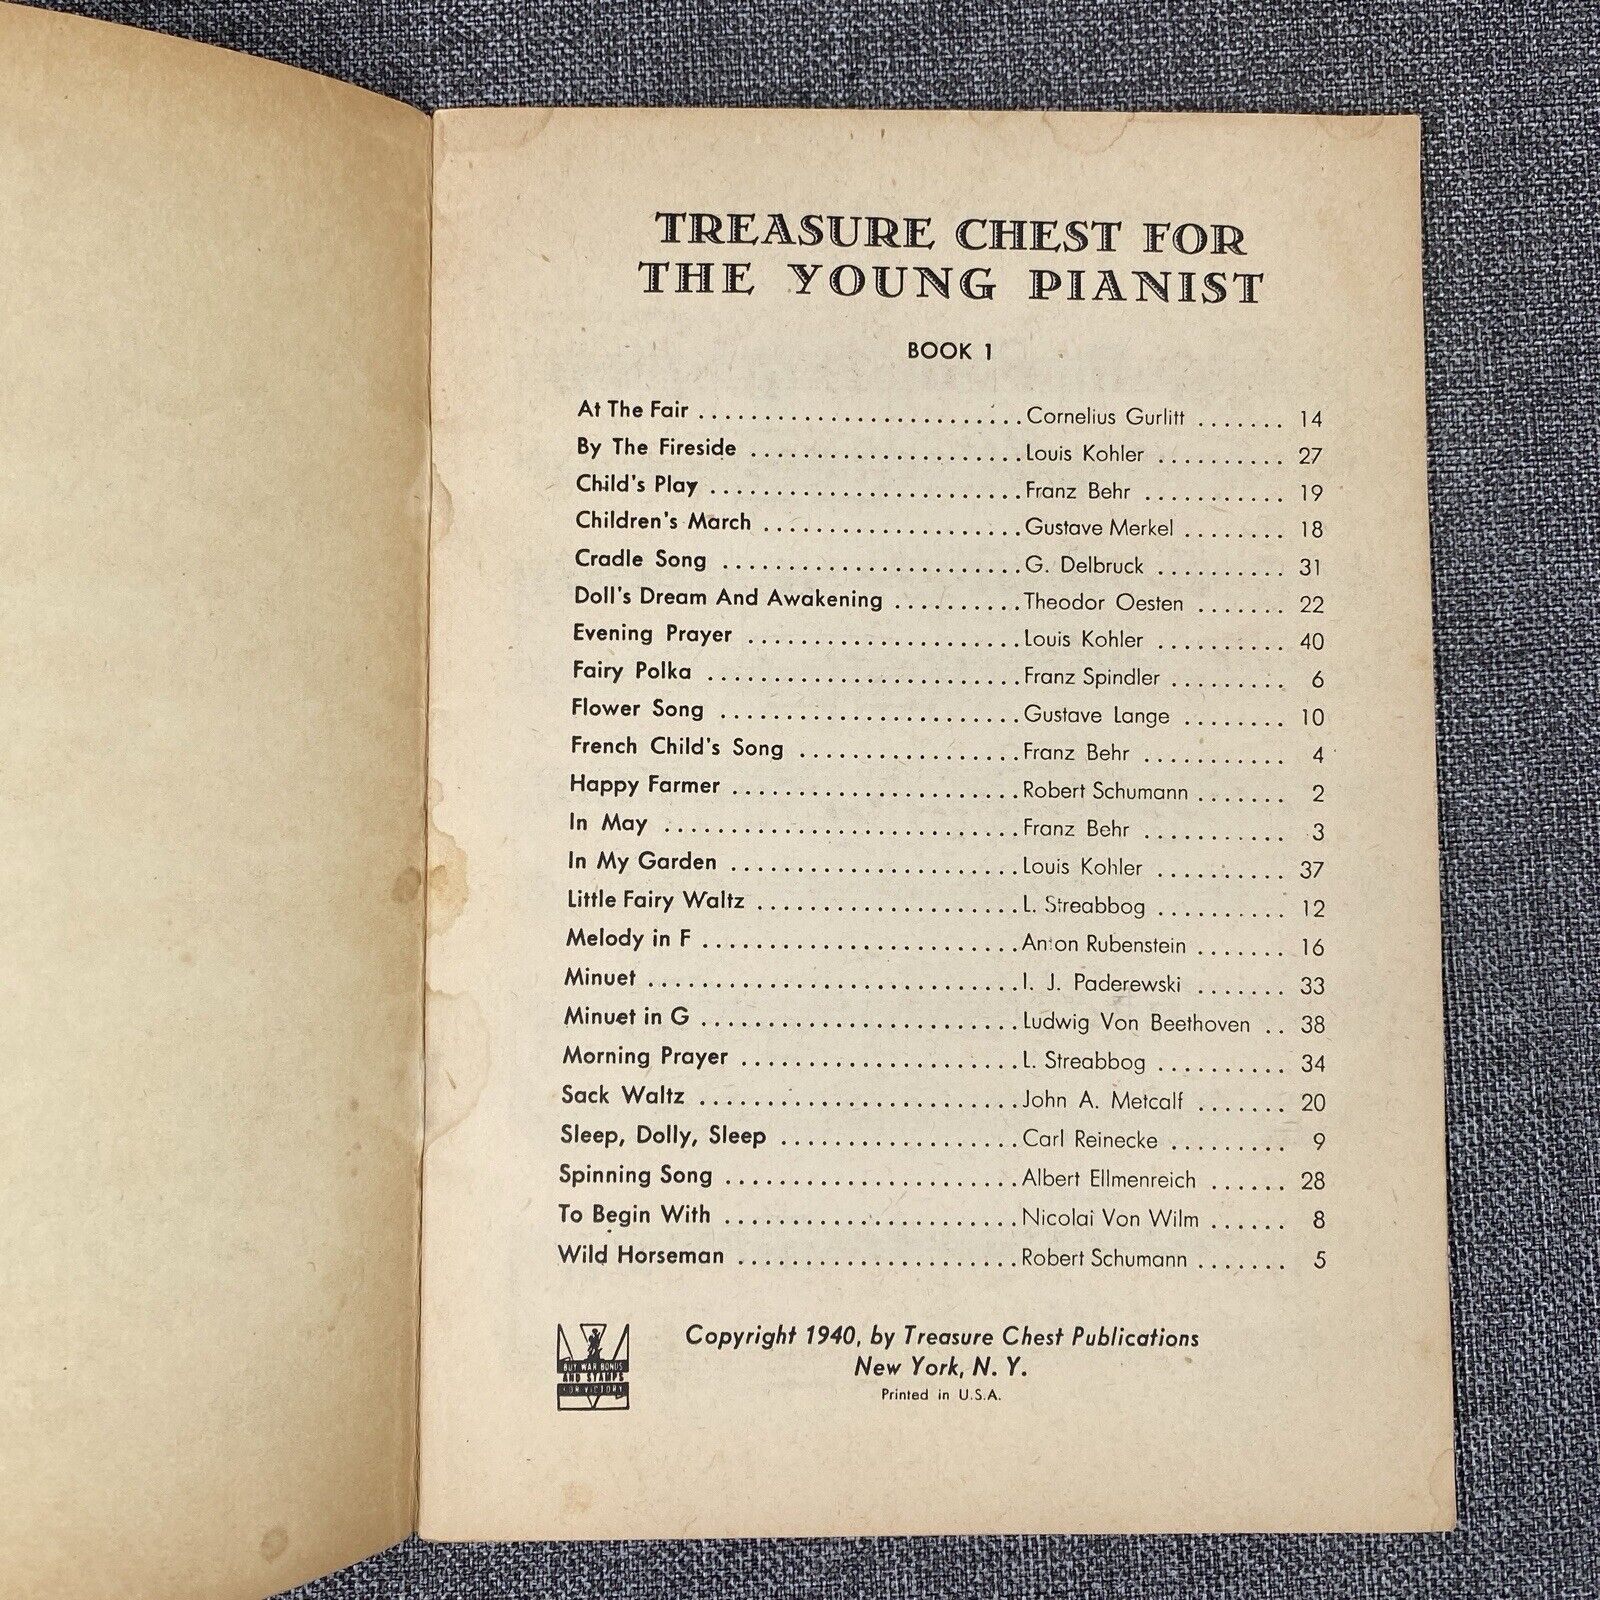 TREASURE CHEST FOR
THE YOUNG PIANIST
BOOK 1
At The Fair ........................ Cornelius Gurlitt ....... 14
By The Fireside ..................... Louis Kohler .......... 27
Child's Play ........................ Franz Behr ........... 19
Children's March .................... Gustave Merkel ........ 18
Cradle Song ....................... G. Delbruck .......... 31
Doll's Dream And Awakening .......... Theodor Oesten ....... 22
Evening Prayer ..................... Louis Kohler .......... 40
Fairy Polka ........................ Franz Spindler ......... 6
Flower Song ....................... Gustave Lange ........ 10
French Child's Song ................. Franz Behr ........... 4
Happy Farmer ...................... Robert Schumann ....... 2
In May ........................... Franz Behr ........... 3
In My Garden ...................... Louis Kohler .......... 37
Little Fairy Waltz .................... L. Streabbog .......... 12
Melody in F ........................ Anton Rubenstein ....... 16
Minuet ............................ I. J. Paderewski ....... 33
Minuet in G ........................ Ludwig Von Beethoven .. 38
Morning Prayer ..................... L. Streabbog .......... 34
Sack Waltz ........................ John A. Metcalf ....... 20
Sleep, Dolly, Sleep .................. Carl Reinecke ......... 9
Spinning Song ...................... Albert Ellmenreich ...... 28
To Begin With ...................... Nicolai Von Wilm ...... 8
Wild Horseman ..................... Robert Schumann ....... 5
BUY WAR BONDS
AND STAMPS
FOR VICTORY
Copyright 1940, by Treasure Chest Publications
New York, N. Y.
Printed in U.S.A.